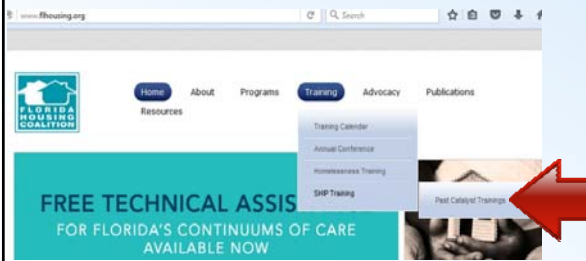 www.flhousing.org
Search
FLORIDA
HOUSING
COALITION
Home About Programs Training Advocacy Publications
Resources
Training Calendar
Annual Conference
Homelessness Training
SHIP Training
Past Catalyst Trainings
FREE TECHNICAL ASSIS
FOR FLORIDA'S CONTINUUMS OF CARE
AVAILABLE NOW